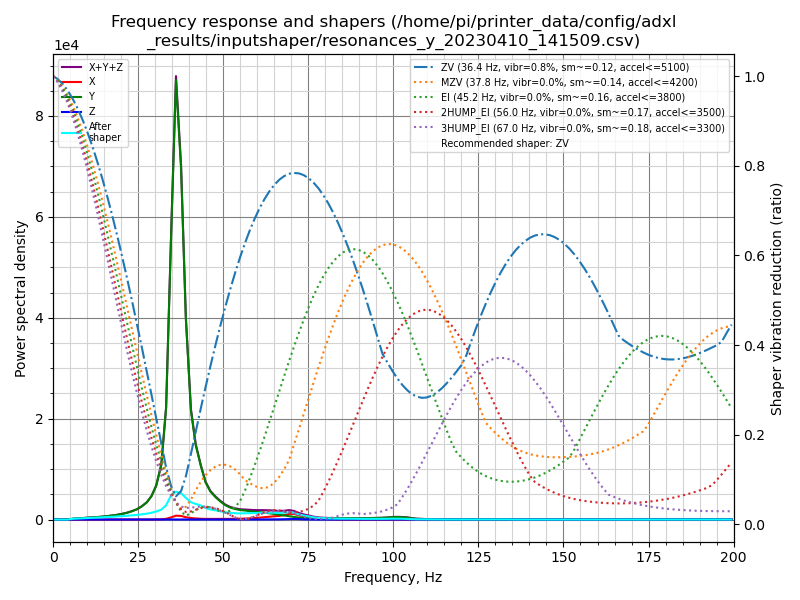 Frequency response and shapers (/home/pi/printer_data/config/adxl
_results/inputshaper/resonances_y_20230410_141509.csv)
1e4
X+Y+Z
X
Y
Z
After
shaper
ZV (36.4 Hz, vibr=0.8%, sm~=0.12, accel<=5100)
MZV (37.8 Hz, vibr=0.0%, sm~=0.14, accel<=4200)
EI (45.2 Hz, vibr=0.0%, sm~=0.16, accel<=3800)
2HUMP_EI (56.0 Hz, vibr=0.0%, sm~=0.17, accel<=3500)
3HUMP_EI (67.0 Hz, vibr=0.0%, sm~=0.18, accel<=3300)
Recommended shaper: ZV
8
6
4
2
0
Power spectral density
1.0
0.8
0.6
0.4
0.2
0.0
Shaper vibration reduction (ratio)
0 25 50 75 100 125 150 175 200
Frequency, Hz